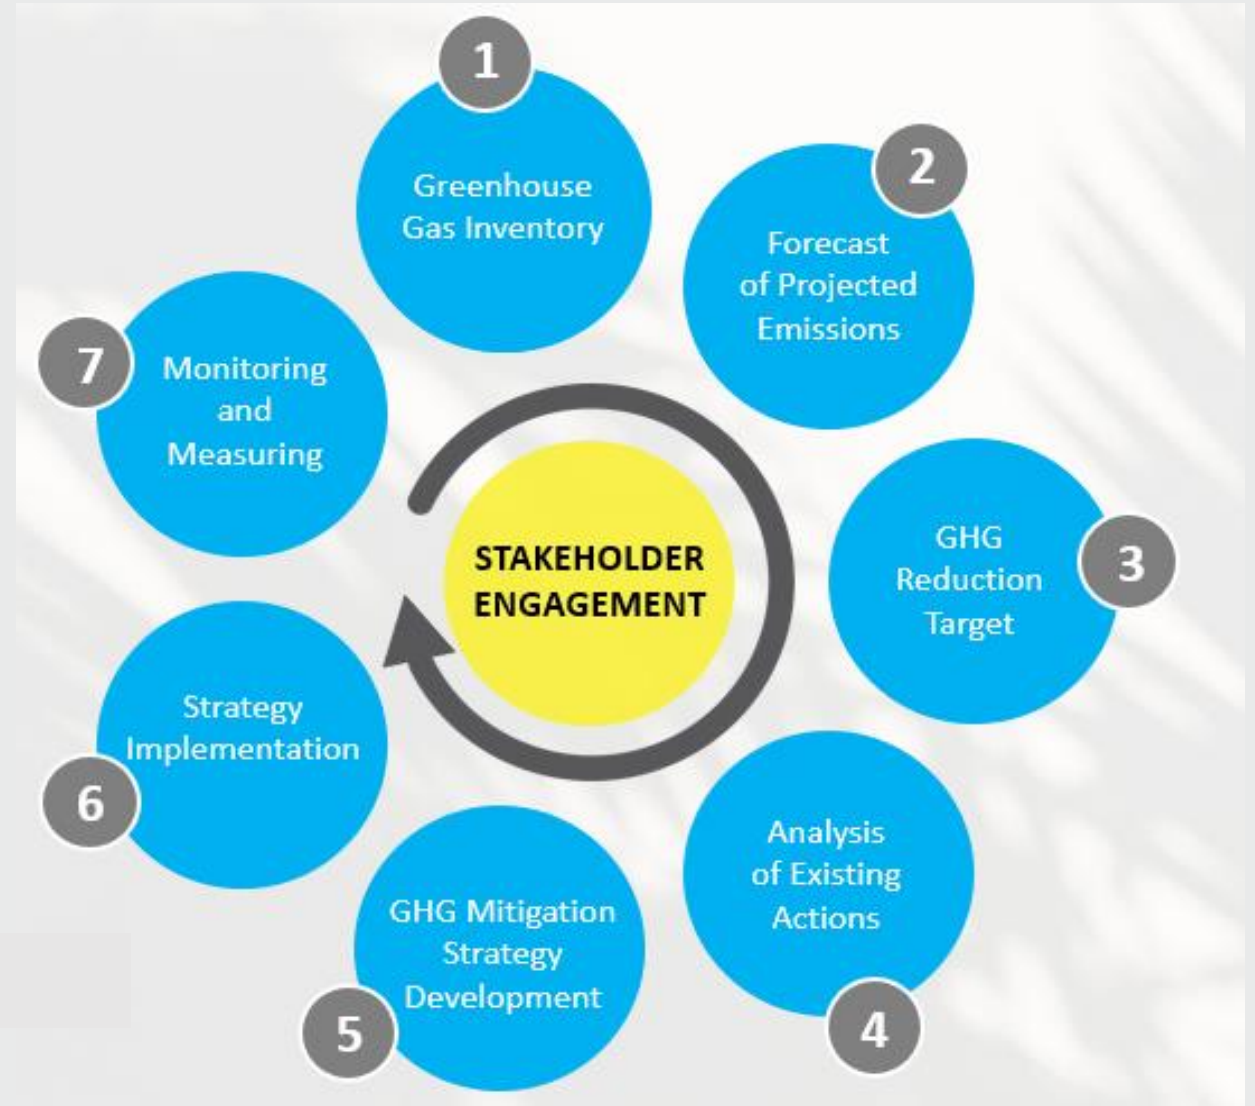 1
Greenhouse
Gas Inventory
2
Forecast
of Projected
Emissions
3
GHG
Reduction
Target
4
Analysis
of Existing
Actions
5
GHG Mitigation
Strategy
Development
6
Strategy
Implementation
7
Monitoring
and
Measuring
STAKEHOLDER
ENGAGEMENT